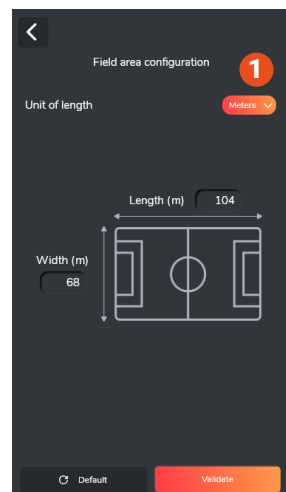 Field area configuration
1
Unit of length
Meters
Length (m) 104
Width (m)
68
Default
Validate